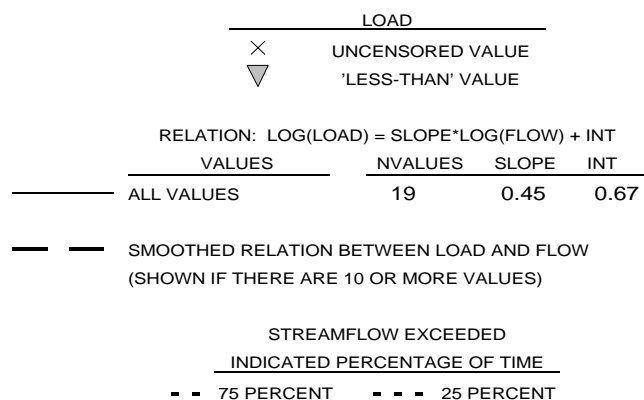 LOAD
UNCENSORED VALUE
'LESS-THAN' VALUE
RELATION: LOG(LOAD) = SLOPE*LOG(FLOW) + INT
VALUES NVALUES SLOPE INT
ALL VALUES 19 0.45 0.67
SMOOTHED RELATION BETWEEN LOAD AND FLOW
(SHOWN IF THERE ARE 10 OR MORE VALUES)
STREAMFLOW EXCEEDED
INDICATED PERCENTAGE OF TIME
75 PERCENT 25 PERCENT